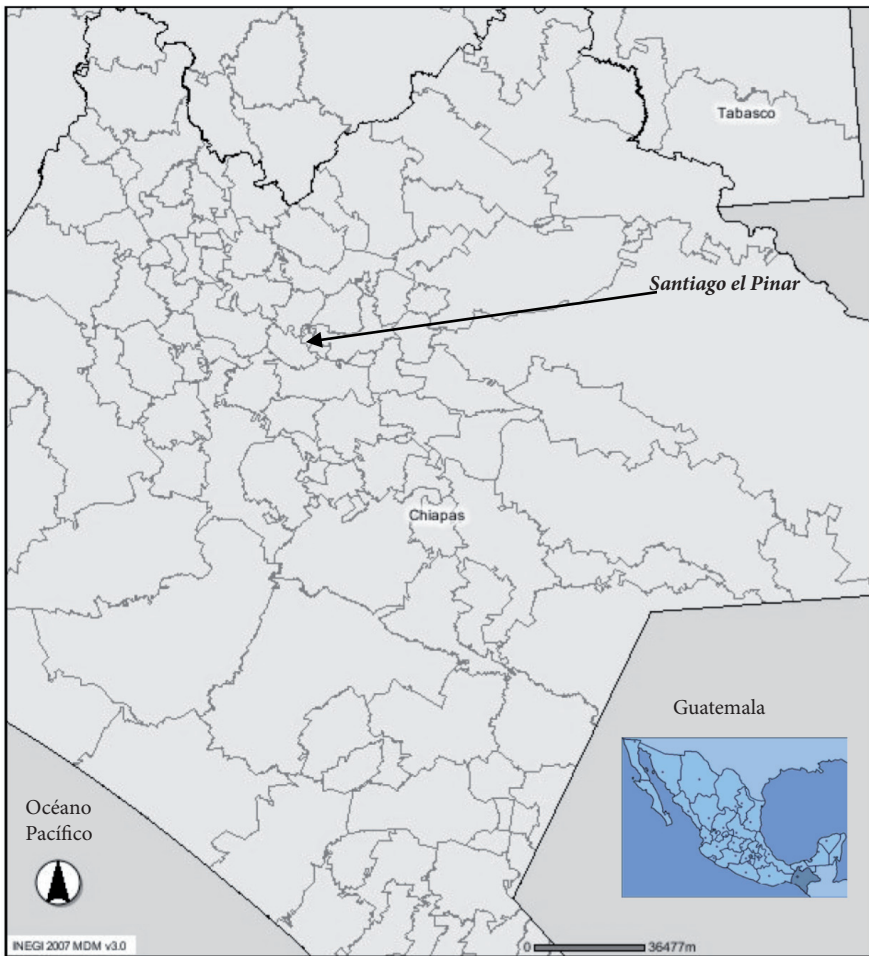 Tabasco
Santiago el Pinar
Chiapas
Guatemala
Océano
Pacífico
INEGI 2007 MDM v3.0
0 36477m